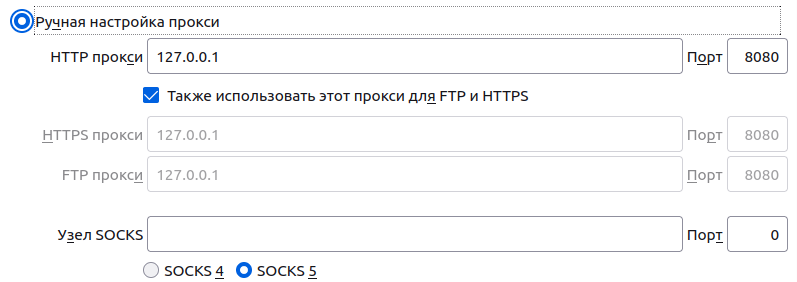 Ручная настройка прокси
HTTP прокси 127.0.0.1 Порт 8080
Также использовать этот прокси для FTP и HTTPS
HTTPS прокси 127.0.0.1 Порт 8080
FTP прокси 127.0.0.1 Порт 8080
Узел SOCKS Порт 0
SOCKS 4 SOCKS 5